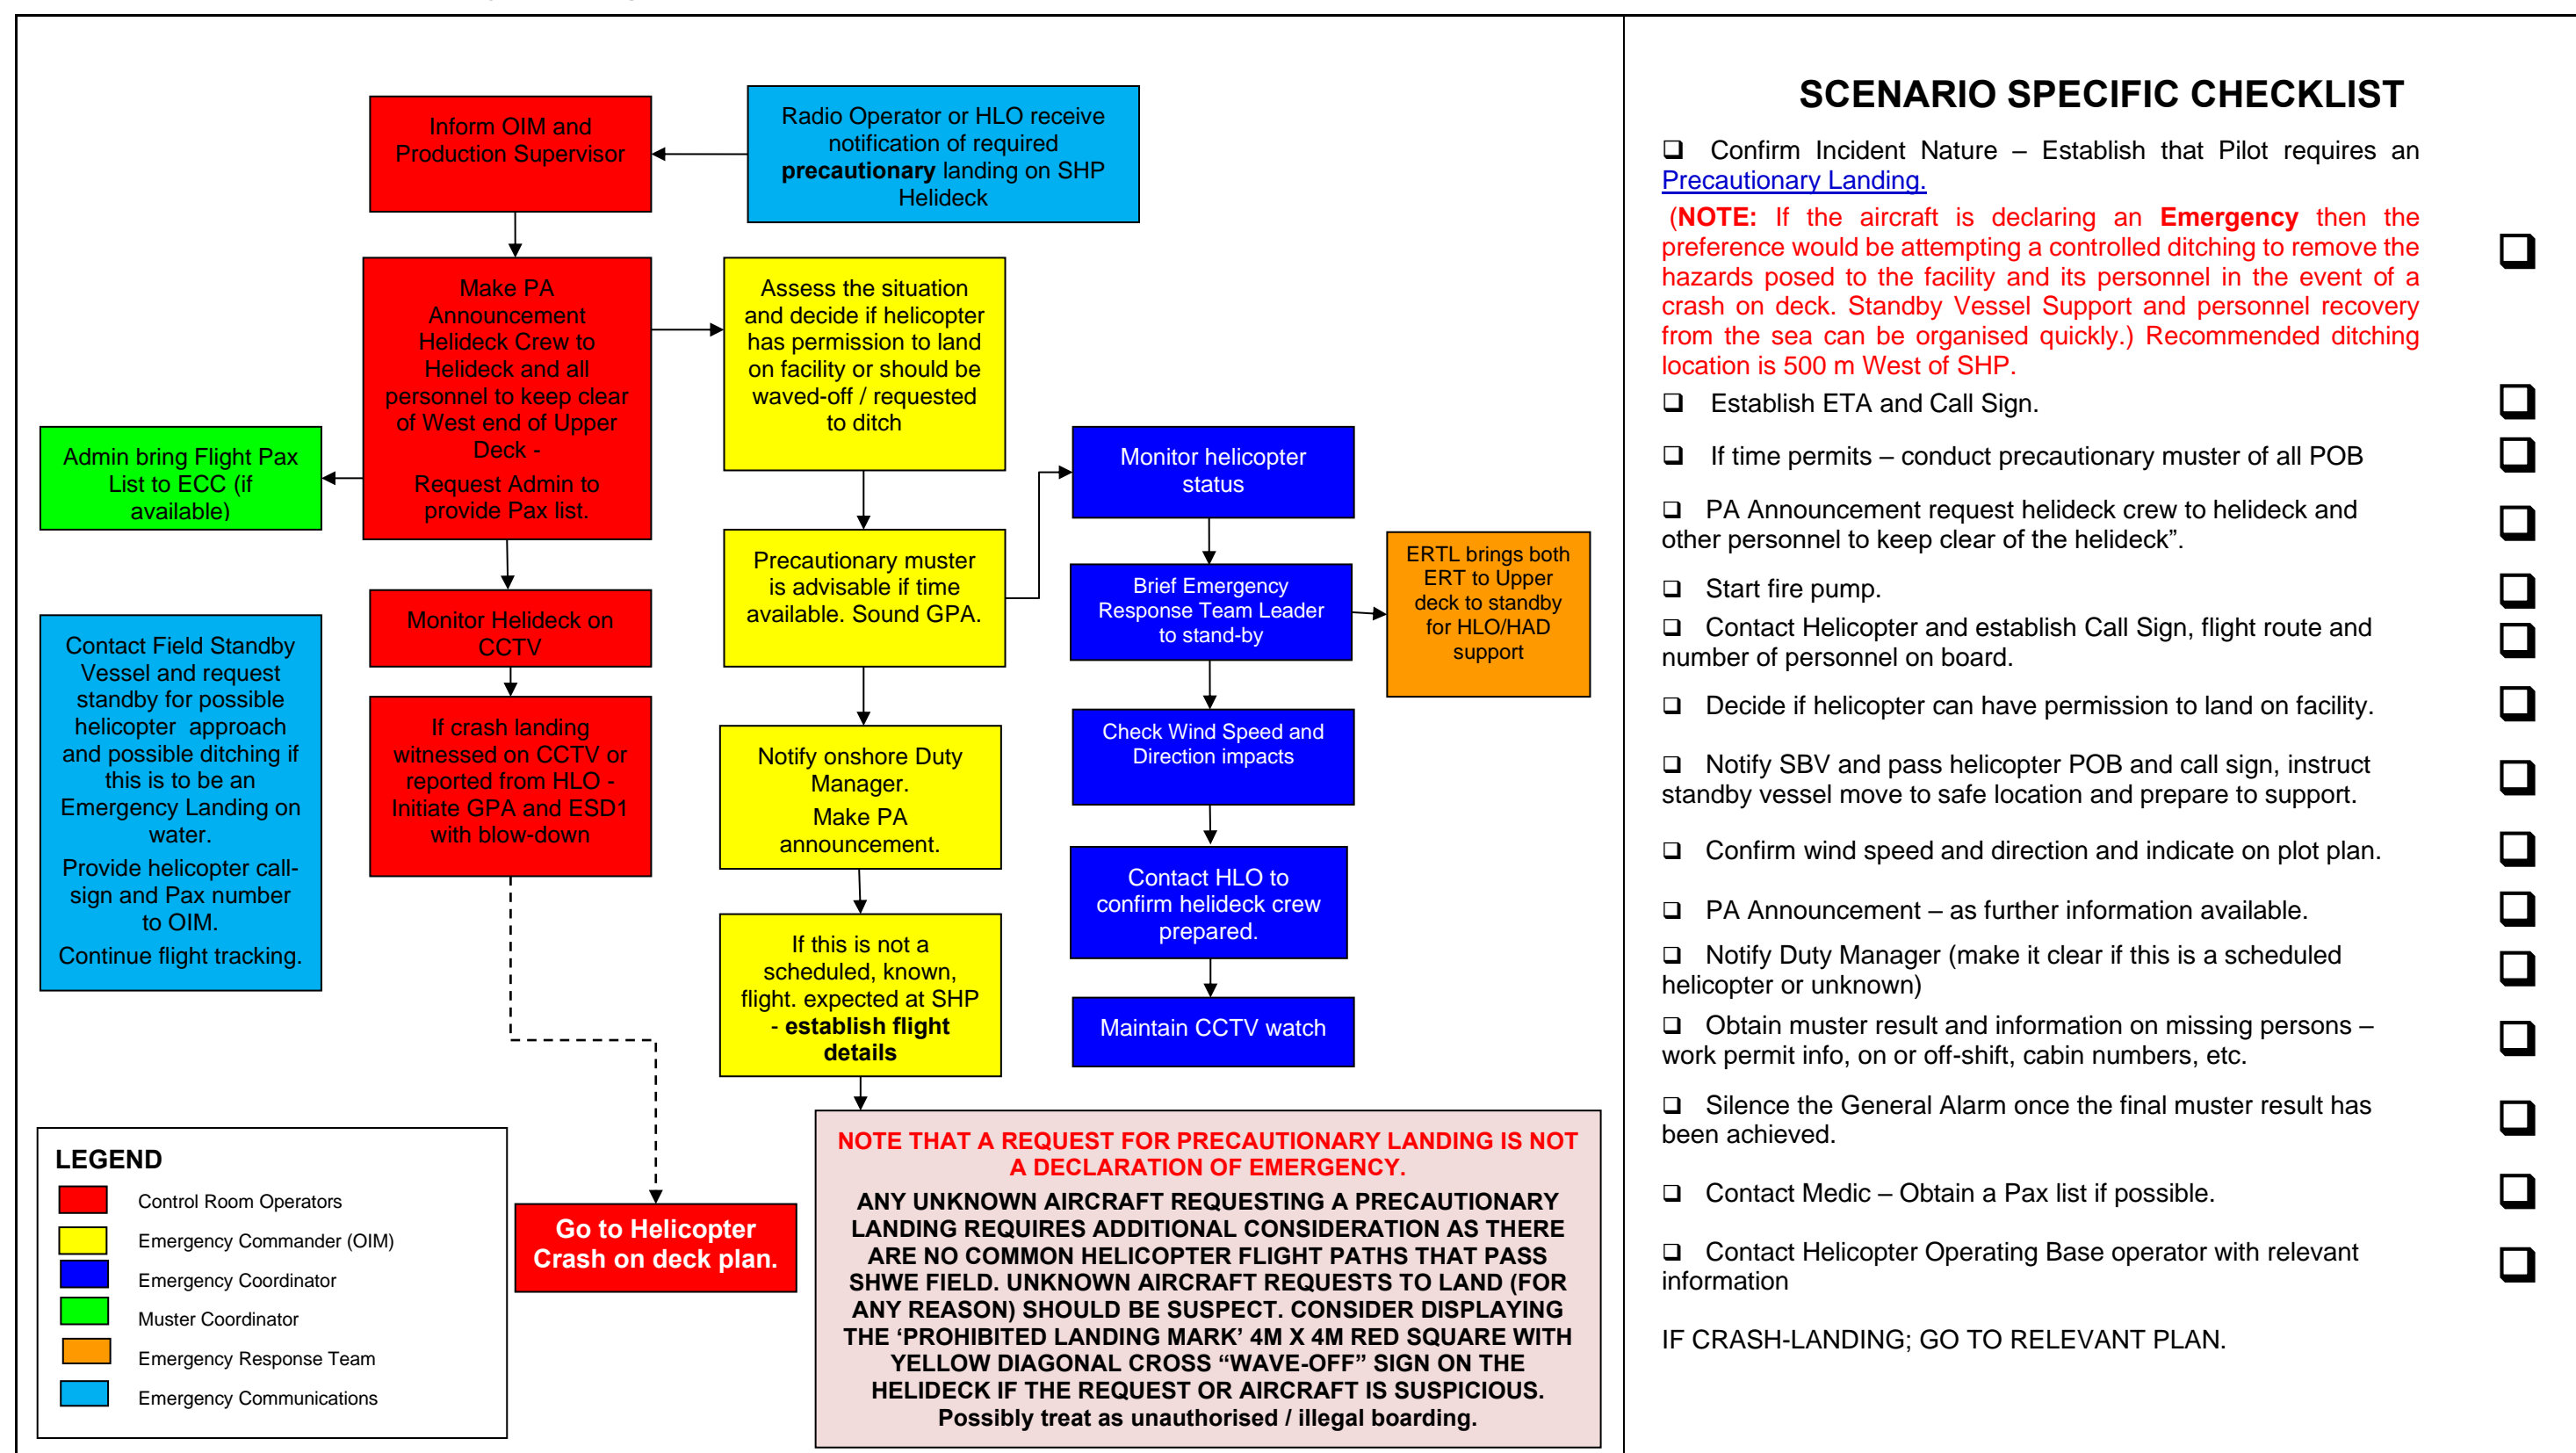 Inform OIM and
Production Supervisor
Radio Operator or HLO receive
notification of required
precautionary landing on SHP
Helideck
Make PA
Announcement
Helideck Crew to
Helideck and all
personnel to keep clear
of West end of Upper
Deck -
Request Admin to
provide Pax list.
Assess the situation
and decide if helicopter
has permission to land
on facility or should be
waved-off / requested
to ditch
Admin bring Flight Pax
List to ECC (if
available)
Monitor helicopter
status
Precautionary muster
is advisable if time
available. Sound GPA.
Brief Emergency
Response Team Leader
to stand-by
ERTL brings both
ERT to Upper
deck to standby
for HLO/HAD
support
Monitor Helideck on
CCTV
Contact Field Standby
Vessel and request
standby for possible
helicopter approach
and possible ditching if
this is to be an
Emergency Landing on
water.
Provide helicopter call-
sign and Pax number
to OIM.
Continue flight tracking.
If crash landing
witnessed on CCTV or
reported from HLO -
Initiate GPA and ESD1
with blow-down
Notify onshore Duty
Manager.
Make PA
announcement.
Check Wind Speed and
Direction impacts
Contact HLO to
confirm helideck crew
prepared.
If this is not a
scheduled, known,
flight. expected at SHP
- establish flight
details
Maintain CCTV watch
LEGEND
Control Room Operators
Emergency Commander (OIM)
Emergency Coordinator
Muster Coordinator
Emergency Response Team
Emergency Communications
Go to Helicopter
Crash on deck plan.
NOTE THAT A REQUEST FOR PRECAUTIONARY LANDING IS NOT
A DECLARATION OF EMERGENCY.
ANY UNKNOWN AIRCRAFT REQUESTING A PRECAUTIONARY
LANDING REQUIRES ADDITIONAL CONSIDERATION AS THERE
ARE NO COMMON HELICOPTER FLIGHT PATHS THAT PASS
SHWE FIELD. UNKNOWN AIRCRAFT REQUESTS TO LAND (FOR
ANY REASON) SHOULD BE SUSPECT. CONSIDER DISPLAYING
THE ‘PROHIBITED LANDING MARK’ 4M X 4M RED SQUARE WITH
YELLOW DIAGONAL CROSS “WAVE-OFF” SIGN ON THE
HELIDECK IF THE REQUEST OR AIRCRAFT IS SUSPICIOUS.
Possibly treat as unauthorised / illegal boarding.
SCENARIO SPECIFIC CHECKLIST
❑ Confirm Incident Nature – Establish that Pilot requires an
Precautionary Landing.
(NOTE: If the aircraft is declaring an Emergency then the
preference would be attempting a controlled ditching to remove the
hazards posed to the facility and its personnel in the event of a
crash on deck. Standby Vessel Support and personnel recovery
from the sea can be organised quickly.) Recommended ditching
location is 500 m West of SHP.
❑ Establish ETA and Call Sign.
❑ If time permits – conduct precautionary muster of all POB
❑ PA Announcement request helideck crew to helideck and
other personnel to keep clear of the helideck”.
❑ Start fire pump.
❑ Contact Helicopter and establish Call Sign, flight route and
number of personnel on board.
❑ Decide if helicopter can have permission to land on facility.
❑ Notify SBV and pass helicopter POB and call sign, instruct
standby vessel move to safe location and prepare to support.
❑ Confirm wind speed and direction and indicate on plot plan.
❑ PA Announcement – as further information available.
❑ Notify Duty Manager (make it clear if this is a scheduled
helicopter or unknown)
❑ Obtain muster result and information on missing persons –
work permit info, on or off-shift, cabin numbers, etc.
❑ Silence the General Alarm once the final muster result has
been achieved.
❑ Contact Medic – Obtain a Pax list if possible.
❑ Contact Helicopter Operating Base operator with relevant
information
IF CRASH-LANDING; GO TO RELEVANT PLAN.